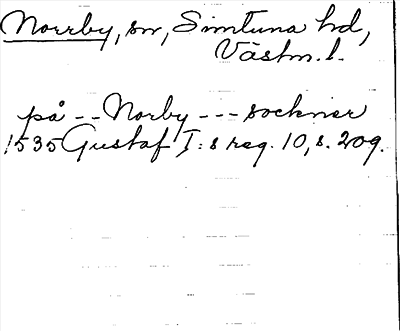 Norrby, sn, Simtuna hd,
Västm. l.
på -- Norby --- sockner
1535 Gustaf I:s reg. 10, s. 209.